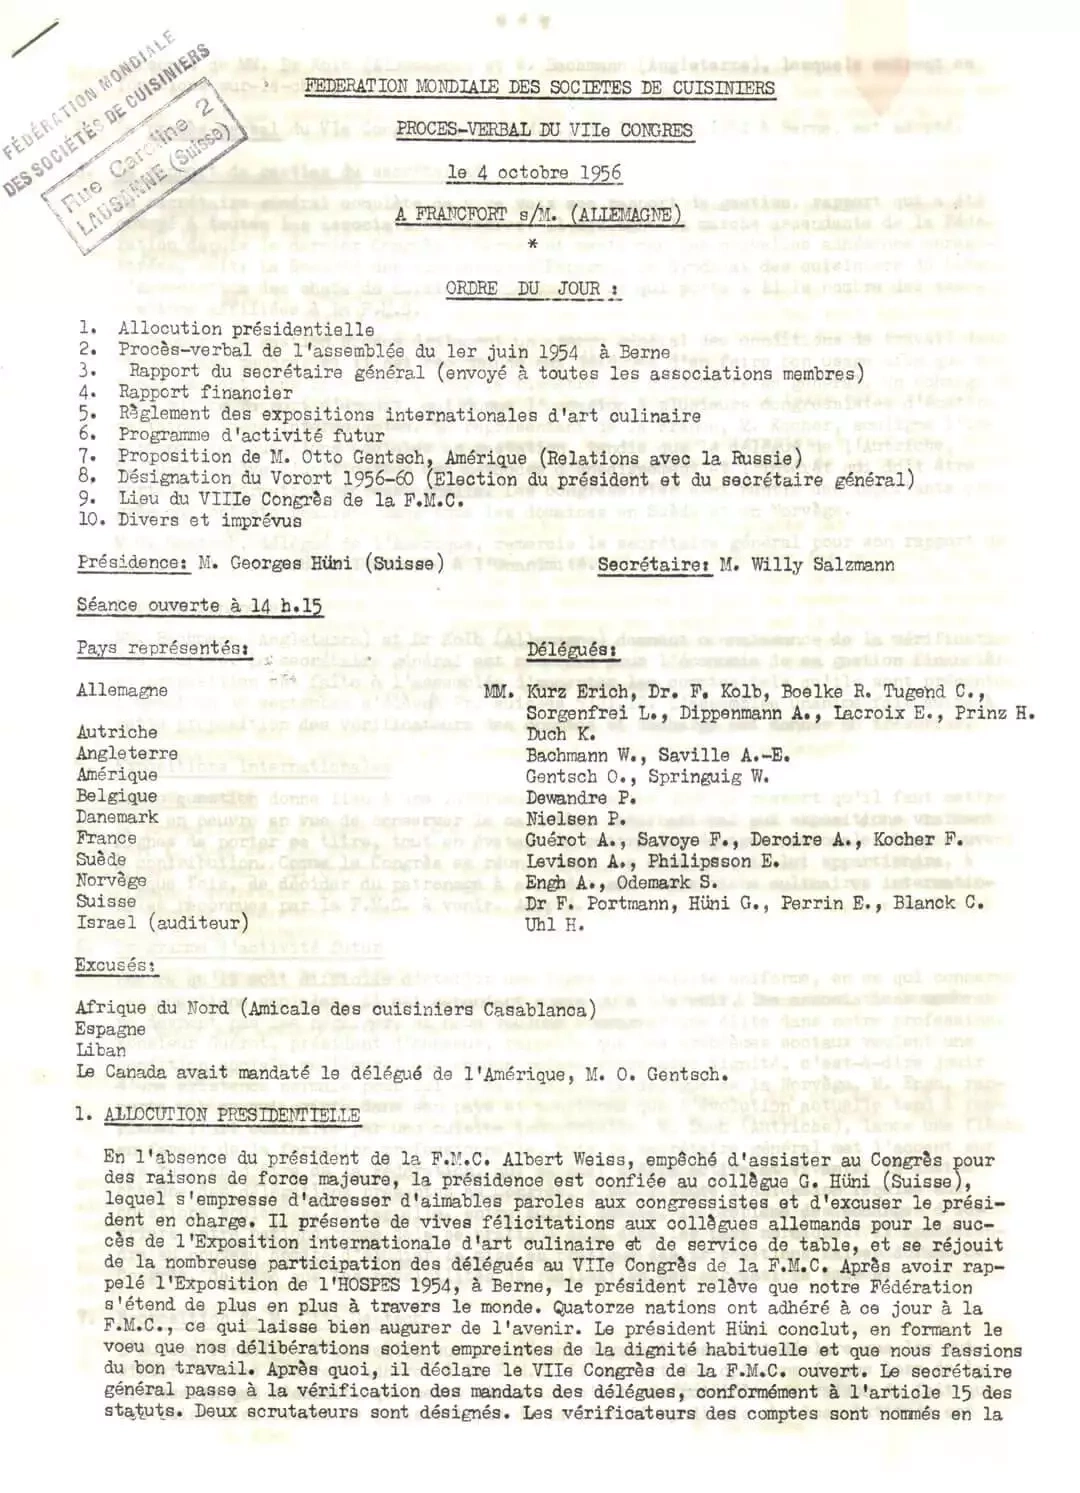 FÉDÉRATION MONDIALE
DES SOCIÉTÉS DE CUISINIERS
Rue Caroline 2
LAUSANNE (Suisse)
FEDERATION MONDIALE DES SOCIETES DE CUISINIERS
PROCES-VERBAL DU VIIe CONGRES
le 4 octobre 1956
A FRANCFORT s/M. (ALLEMAGNE)
*
ORDRE DU JOUR :
1. Allocution présidentielle
2. Procès-verbal de l'assemblée du 1er juin 1954 à Berne
3. Rapport du secrétaire général (envoyé à toutes les associations membres)
4. Rapport financier
5. Règlement des expositions internationales d'art culinaire
6. Programme d'activité futur
7. Proposition de M. Otto Gentsch, Amérique (Relations avec la Russie)
8. Désignation du Vorort 1956-60 (Election du président et du secrétaire général)
9. Lieu du VIIIe Congrès de la F.M.C.
10. Divers et imprévus
Présidence: M. Georges Hüni (Suisse) Secrétaire: M. Willy Salzmann
Séance ouverte à 14 h.15
Pays représentés: Délégués:
Allemagne MM. Kurz Erich, Dr. F. Kolb, Boelke R. Tugend C.,
Sorgenfrei L., Dippenmann A., Lacroix E., Prinz H.
Autriche Duch K.
Angleterre Bachmann W., Saville A.-E.
Amérique Gentsch O., Springuig W.
Belgique Dewandre P.
Danemark Nielsen P.
France Guérot A., Savoye F., Deroire A., Kocher F.
Suède Levison A., Philipsson E.
Norvège Engh A., Odemark S.
Suisse Dr F. Portmann, Hüni G., Perrin E., Blanck C.
Israel (auditeur) Uhl H.
Excusés:
Afrique du Nord (Amicale des cuisiniers Casablanca)
Espagne
Liban
Le Canada avait mandaté le délégué de l'Amérique, M. O. Gentsch.
1. ALLOCUTION PRESIDENTIELLE
En l'absence du président de la F.M.C. Albert Weiss, empêché d'assister au Congrès pour
des raisons de force majeure, la présidence est confiée au collègue G. Hüni (Suisse),
lequel s'empresse d'adresser d'aimables paroles aux congressistes et d'excuser le prési-
dent en charge. Il présente de vives félicitations aux collègues allemands pour le suc-
cès de l'Exposition internationale d'art culinaire et de service de table, et se réjouit
de la nombreuse participation des délégués au VIIe Congrès de la F.M.C. Après avoir rap-
pelé l'Exposition de l'HOSPES 1954, à Berne, le président relève que notre Fédération
s'étend de plus en plus à travers le monde. Quatorze nations ont adhéré à ce jour à la
F.M.C., ce qui laisse bien augurer de l'avenir. Le président Hüni conclut, en formant le
voeu que nos délibérations soient empreintes de la dignité habituelle et que nous fassions
du bon travail. Après quoi, il déclare le VIIe Congrès de la F.M.C. ouvert. Le secrétaire
général passe à la vérification des mandats des délégues, conformément à l'article 15 des
statuts. Deux scrutateurs sont désignés. Les vérificateurs des comptes sont nommés en la